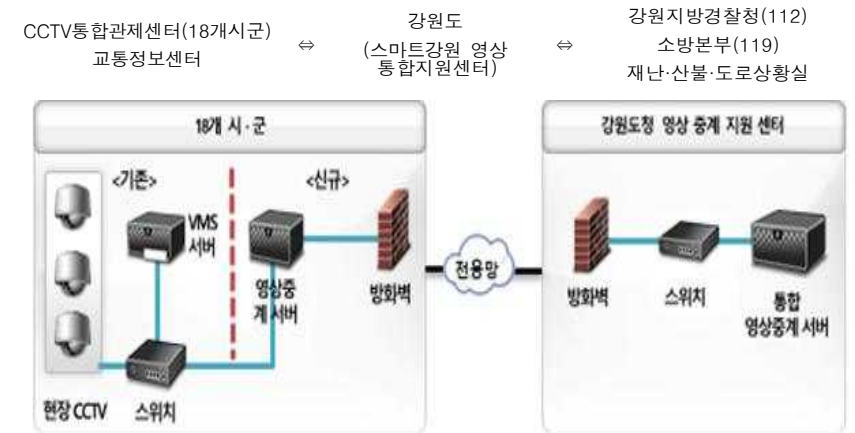 CCTV통합관제센터(18개시군)
교통정보센터
⇔
강원도
(스마트강원 영상
통합지원센터)
⇔
강원지방경찰청(112)
소방본부(119)
재난·산불·도로상황실
18개 시·군
<기존>
<신규>
VMS
서버
영상중
계 서버
방화벽
현장 CCTV
스위치
전용망
강원도청 영상 중계 지원 센터
방화벽
스위치
통합
영상중계 서버